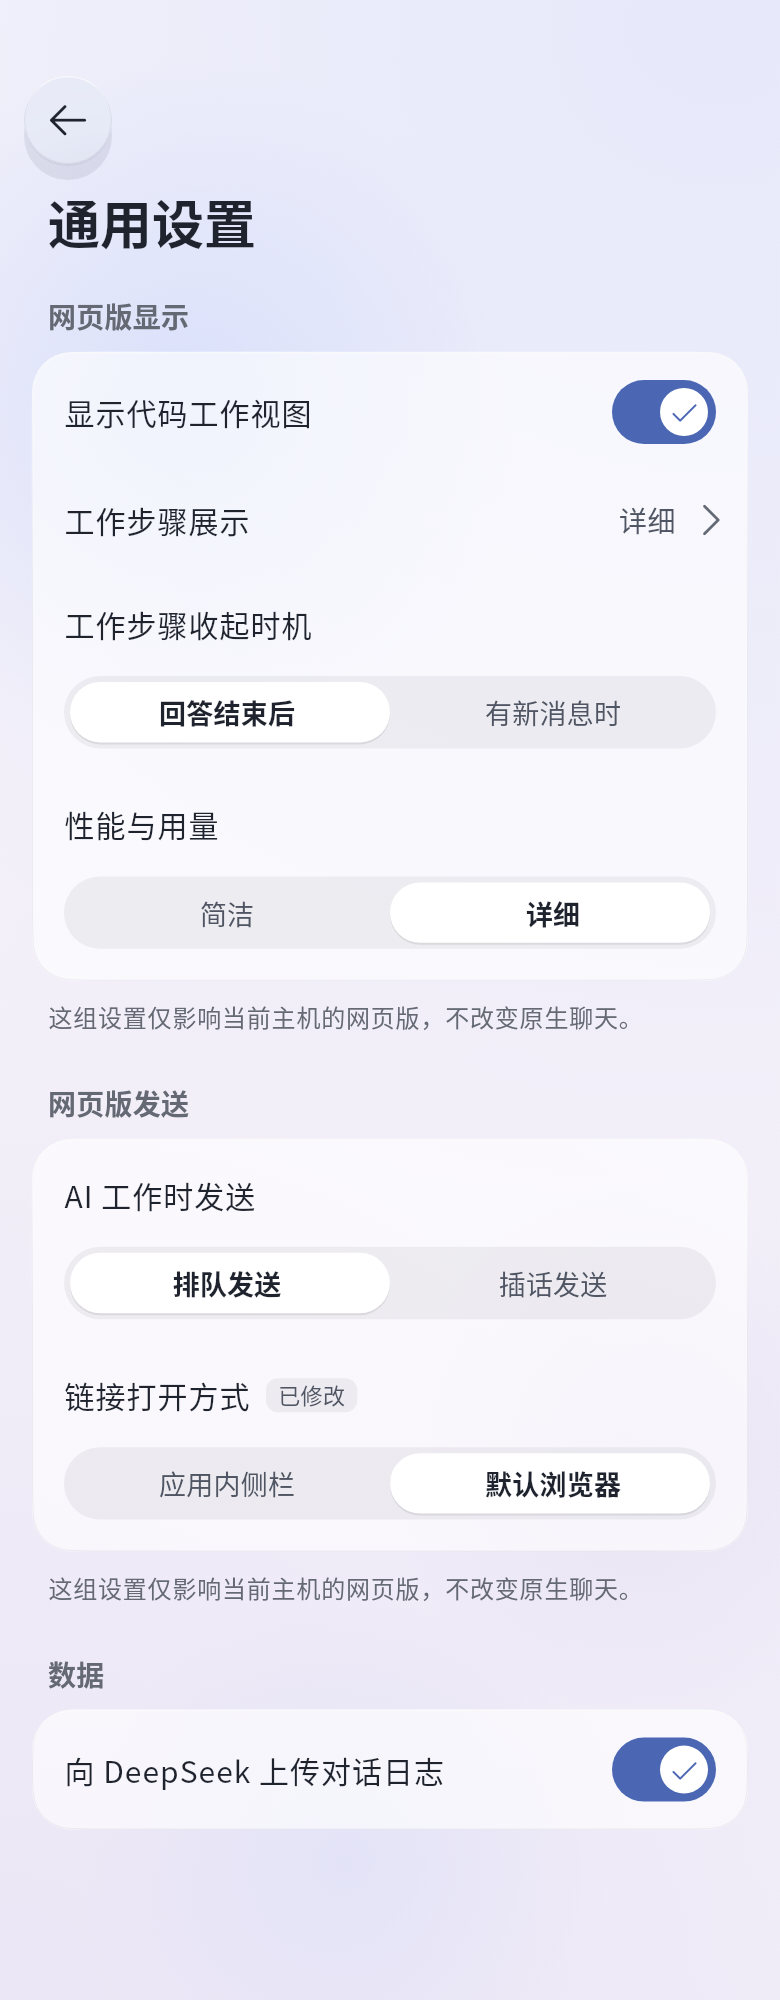 通用设置
网页版显示
显示代码工作视图
工作步骤展示 详细
工作步骤收起时机
回答结束后 有新消息时
性能与用量
简洁 详细
这组设置仅影响当前主机的网页版，不改变原生聊天。
网页版发送
AI 工作时发送
排队发送 插话发送
链接打开方式 已修改
应用内侧栏 默认浏览器
这组设置仅影响当前主机的网页版，不改变原生聊天。
数据
向 DeepSeek 上传对话日志